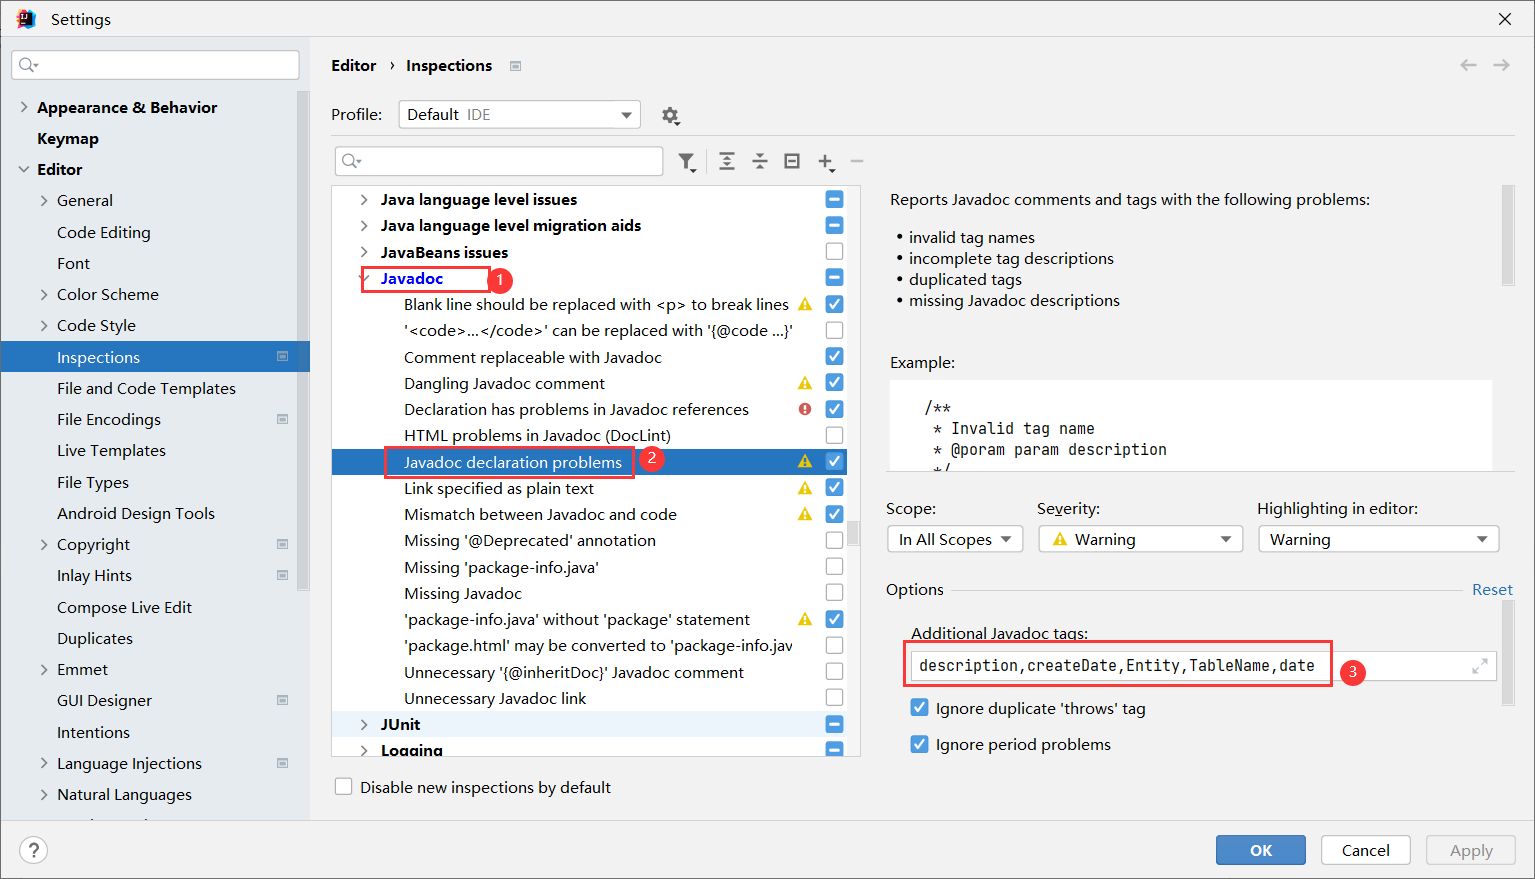 Settings
Appearance & Behavior
Keymap
Editor
General
Code Editing
Font
Color Scheme
Code Style
Inspections
File and Code Templates
File Encodings
Live Templates
File Types
Android Design Tools
Copyright
Inlay Hints
Compose Live Edit
Duplicates
Emmet
GUI Designer
Intentions
Language Injections
Natural Languages
Editor › Inspections
Profile: Default IDE
Java language level issues
Java language level migration aids
JavaBeans issues
Javadoc 1
Blank line should be replaced with <p> to break lines
'<code>...</code>' can be replaced with '{@code ...}'
Comment replaceable with Javadoc
Dangling Javadoc comment
Declaration has problems in Javadoc references
HTML problems in Javadoc (DocLint)
Javadoc declaration problems 2
Link specified as plain text
Mismatch between Javadoc and code
Missing '@Deprecated' annotation
Missing 'package-info.java'
Missing Javadoc
'package-info.java' without 'package' statement
'package.html' may be converted to 'package-info.jav
Unnecessary '{@inheritDoc}' Javadoc comment
Unnecessary Javadoc link
JUnit
Logging
Disable new inspections by default
Reports Javadoc comments and tags with the following problems:
• invalid tag names
• incomplete tag descriptions
• duplicated tags
• missing Javadoc descriptions
Example:
/**
* Invalid tag name
* @poram param description
*/
Scope: Severity: Highlighting in editor:
In All Scopes Warning Warning
Options Reset
Additional Javadoc tags:
description,createDate,Entity,TableName,date 3
Ignore duplicate 'throws' tag
Ignore period problems
? OK Cancel Apply